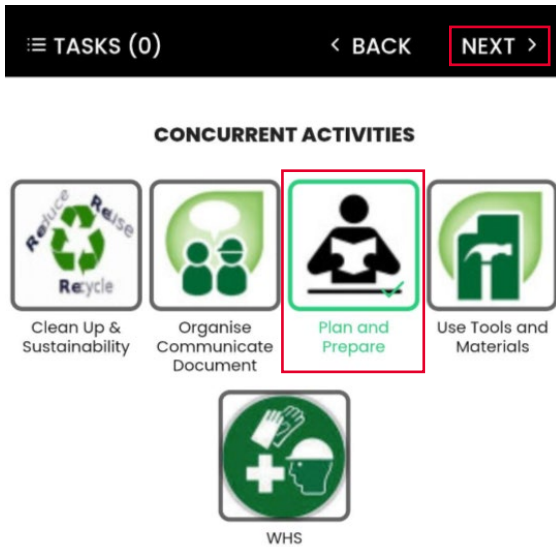 TASKS (0)
< BACK
NEXT >
CONCURRENT ACTIVITIES
Reduce
Reuse
Recycle
Clean Up &
Sustainability
Organise
Communicate
Document
Plan and
Prepare
Use Tools and
Materials
WHS